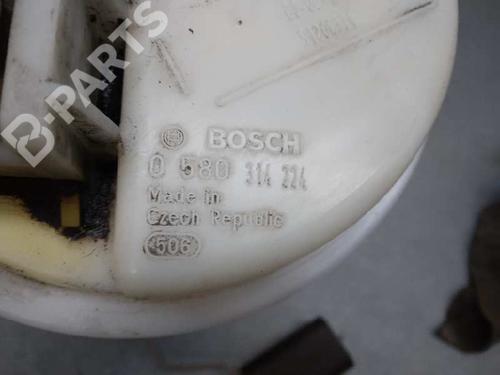 BOSCH
0 580 314 224
Made in
Czech Republic
506
B-PARTS